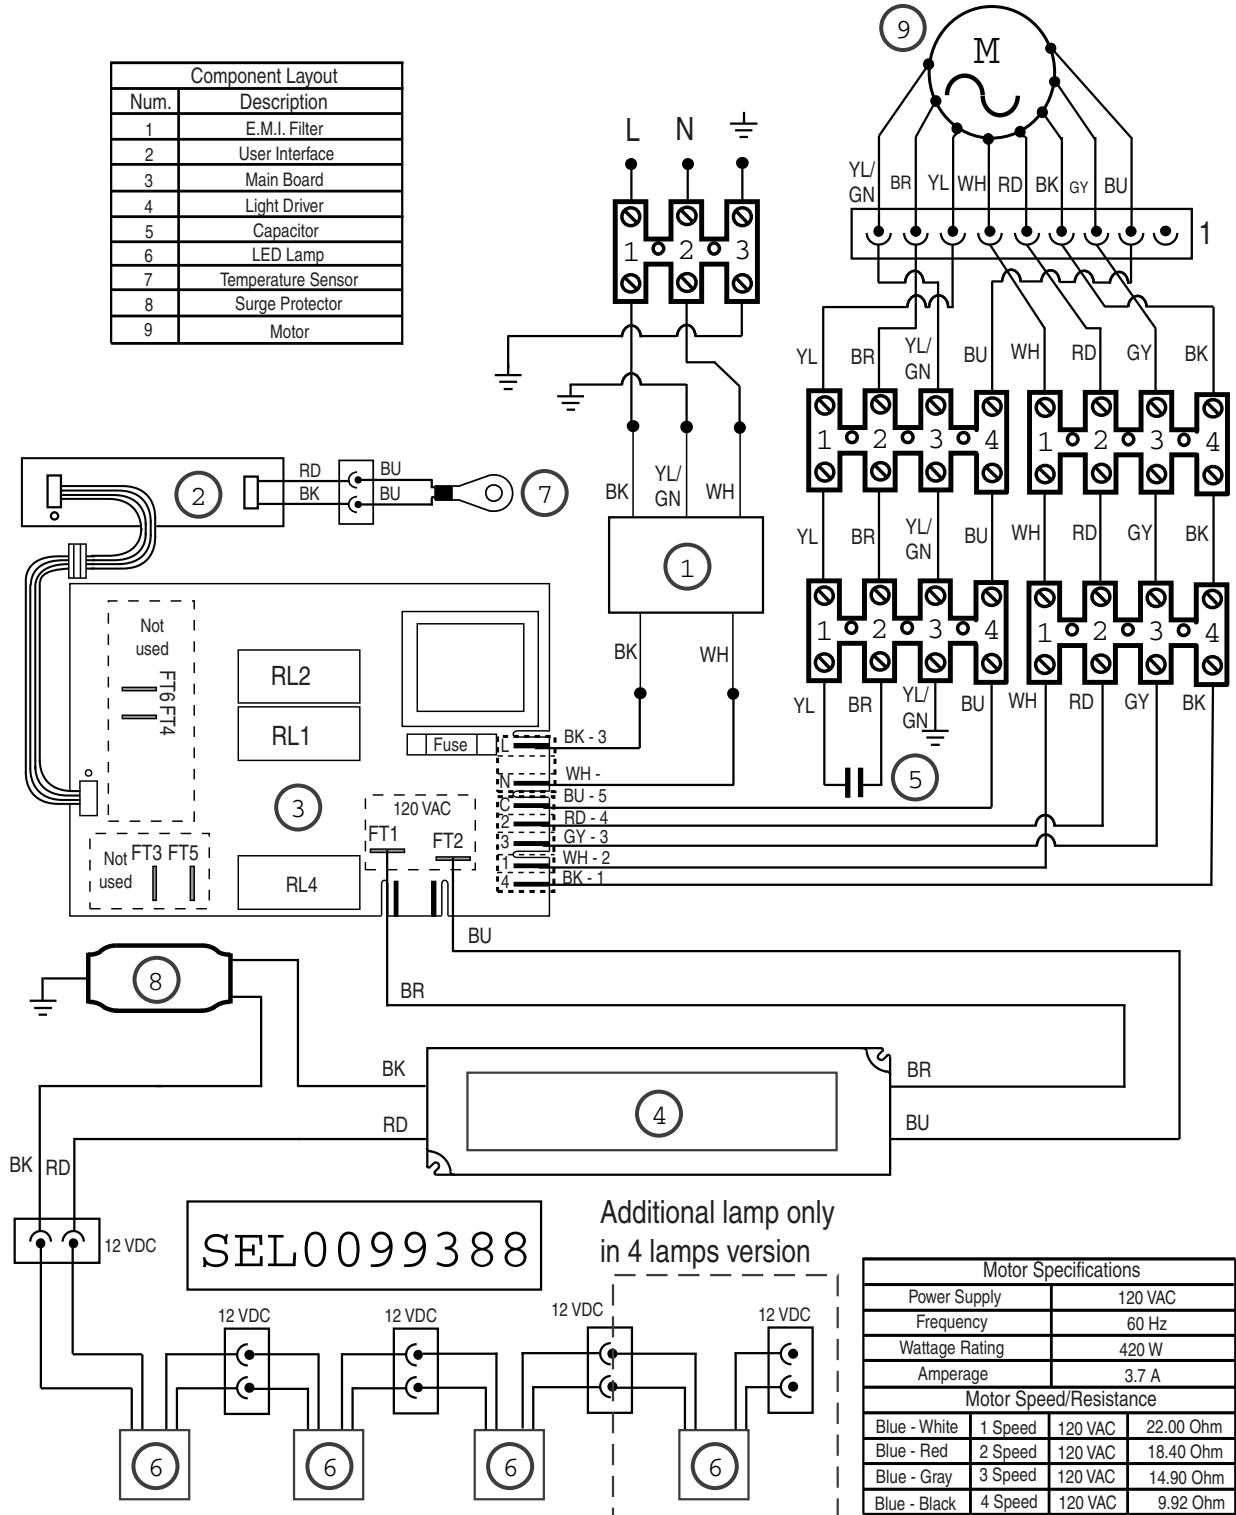 Component Layout
Num. Description
1 E.M.I. Filter
2 User Interface
3 Main Board
4 Light Driver
5 Capacitor
6 LED Lamp
7 Temperature Sensor
8 Surge Protector
9 Motor
9
M
L N
YL/
GN BR YL WH RD BK GY BU
1
1 2 3
YL BR YL/
GN BU WH RD GY BK
1 2 3 4 1 2 3 4
YL BR YL/
GN BU WH RD GY BK
1 2 3 4 1 2 3 4
YL BR YL/
GN BU WH RD GY BK
5
BK YL/
GN WH
1
BK WH
2
RD BU
BK BU
7
Not
used
FT6 FT4
RL2
RL1
Fuse
3
120 VAC
FT1 FT2
Not
used
FT3 FT5
RL4
L BK - 3
N WH -
C BU - 5
2 RD - 4
3 GY - 3
1 WH - 2
4 BK - 1
BU
BR
8
BK BR
4
RD BU
BK RD
12 VDC
SEL0099388
Additional lamp only
in 4 lamps version
12 VDC 12 VDC 12 VDC 12 VDC
6 6 6 6
Motor Specifications
Power Supply 120 VAC
Frequency 60 Hz
Wattage Rating 420 W
Amperage 3.7 A
Motor Speed/Resistance
Blue - White 1 Speed 120 VAC 22.00 Ohm
Blue - Red 2 Speed 120 VAC 18.40 Ohm
Blue - Gray 3 Speed 120 VAC 14.90 Ohm
Blue - Black 4 Speed 120 VAC 9.92 Ohm